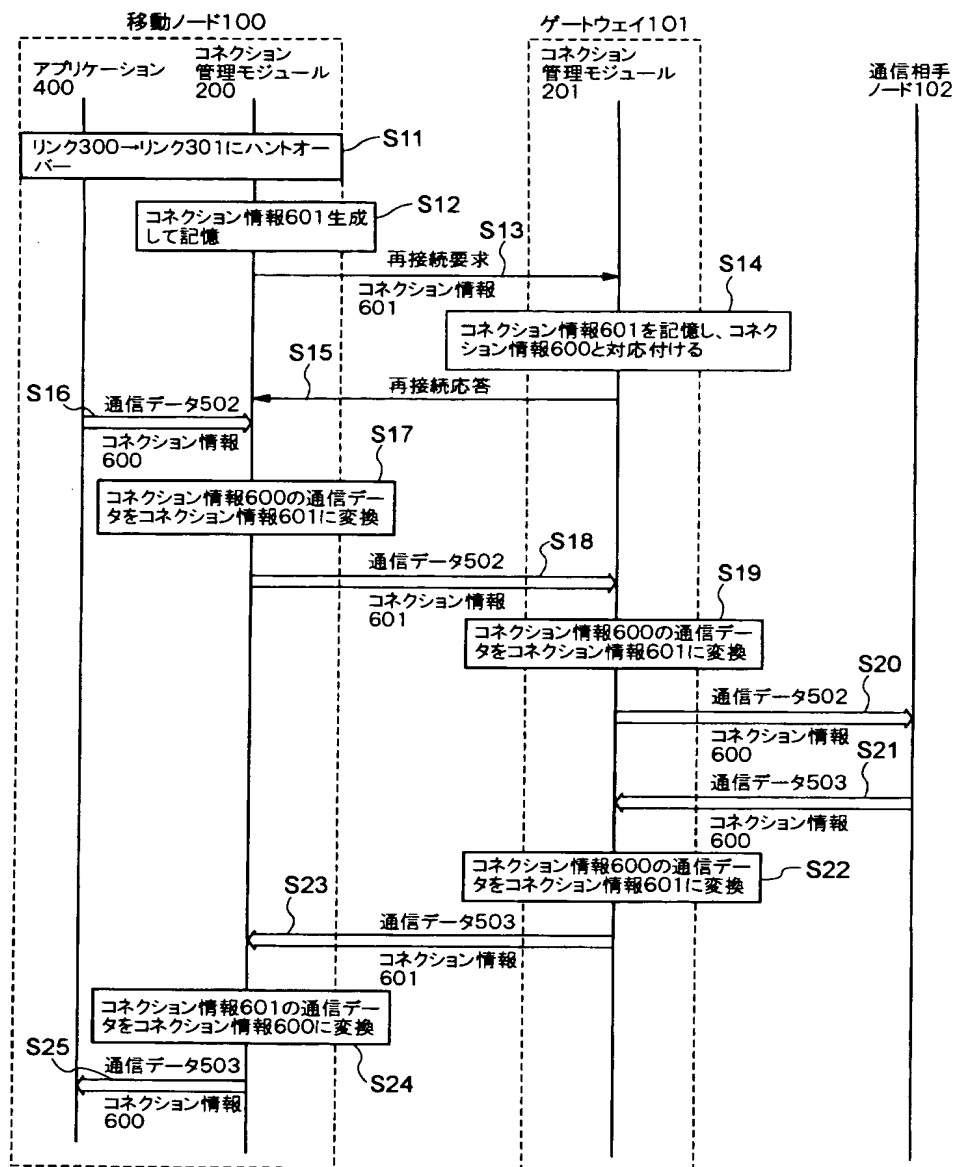 移動ノード100
ゲートウェイ101
アプリケーション
400
コネクション
管理モジュール
200
コネクション
管理モジュール
201
通信相手
ノード102
リンク300→リンク301にハントオー
バー
S11
コネクション情報601生成
して記憶
S12
S13
再接続要求
コネクション情報
601
S14
コネクション情報601を記憶し、コネク
ション情報600と対応付ける
S15
再接続応答
S16
通信データ502
コネクション情報
600
S17
コネクション情報600の通信デー
タをコネクション情報601に変換
通信データ502
S18
コネクション情報
601
S19
コネクション情報600の通信デー
タをコネクション情報601に変換
S20
通信データ502
コネクション情報
600
S21
通信データ503
コネクション情報
600
コネクション情報600の通信デー
タをコネクション情報601に変換
S22
S23
通信データ503
コネクション情報
601
コネクション情報601の通信デー
タをコネクション情報600に変換
S24
S25
通信データ503
コネクション情報
600